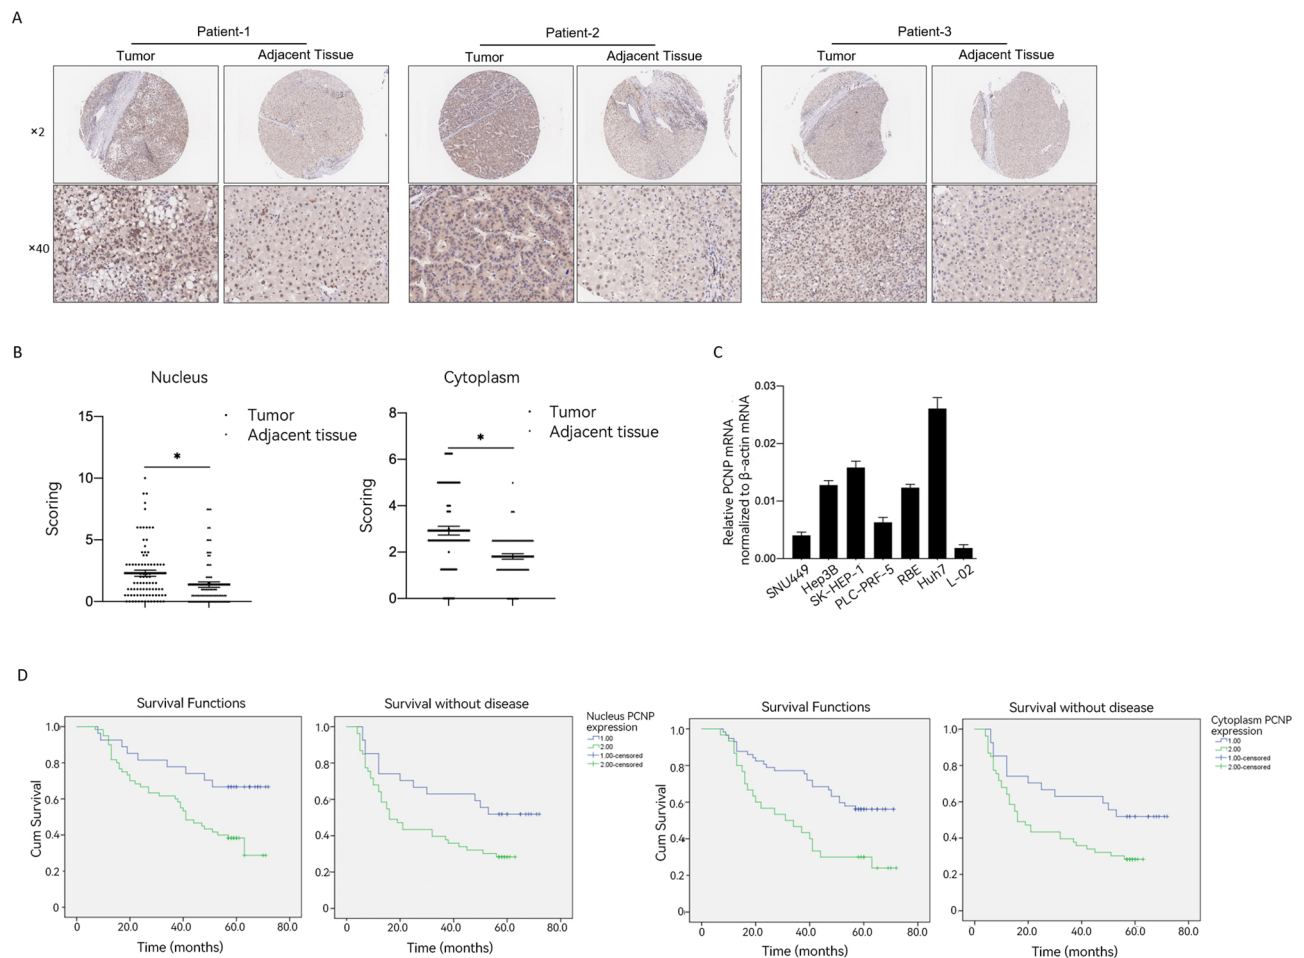 A
Patient-1
Patient-2
Patient-3
Tumor
Adjacent Tissue
Tumor
Adjacent Tissue
Tumor
Adjacent Tissue
×2
×40
B
C
Nucleus
15
10
5
0
Scoring
*
Tumor
Adjacent tissue
Cytoplasm
8
6
4
2
0
Scoring
*
Tumor
Adjacent tissue
Relative PCNP mRNA
normalized to β-actin mRNA
0.03
0.02
0.01
0.00
SNU449
Hep3B
SK-HEP-1
PLC-PRF-5
RBE
Huh7
L-02
D
Survival Functions
Cum Survival
1.0
0.8
0.6
0.4
0.2
0
0
20.0
40.0
60.0
80.0
Time (months)
Survival without disease
1.0
0.8
0.6
0.4
0.2
0
0
20.0
40.0
60.0
80.0
Time (months)
Nucleus PCNP
expression
1.00
2.00
1.00-censored
2.00-censored
Survival Functions
Cum Survival
1.0
0.8
0.6
0.4
0.2
0
0
20.0
40.0
60.0
80.0
Time (months)
Survival without disease
1.0
0.8
0.6
0.4
0.2
0
0
20.0
40.0
60.0
80.0
Time (months)
Cytoplasm PCNP
expression
1.00
2.00
1.00-censored
2.00-censored